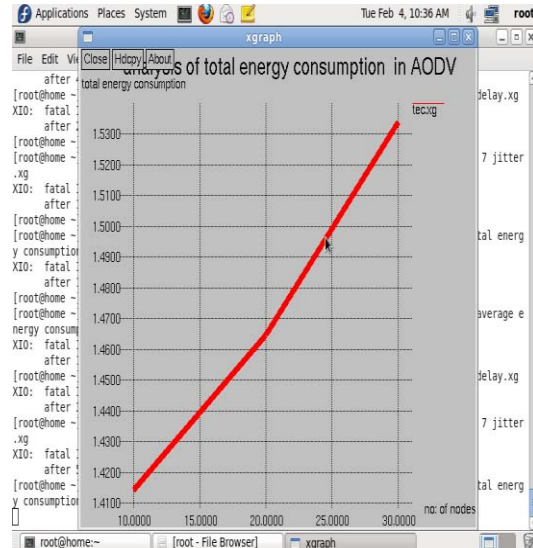 Applications Places System Tue Feb 4, 10:36 AM root
xgraph
File Edit Vi
Close Hdcpy About
analysis of total energy consumption in AODV
total energy consumption
tec.xg
after
[root@home ~ delay.xg
XIO: fatal
after
[root@home ~
[root@home ~ 7 jitter
.xg
XIO: fatal
after
[root@home ~
[root@home ~ tal energ
y consumption
XIO: fatal
after
[root@home ~
[root@home ~ average e
nergy consum
XIO: fatal
after
[root@home ~ delay.xg
XIO: fatal
after
[root@home ~ 7 jitter
.xg
XIO: fatal
after
[root@home ~ tal energ
y consumption
1.5300
1.5200
1.5100
1.5000
1.4900
1.4800
1.4700
1.4600
1.4500
1.4400
1.4300
1.4200
1.4100
10.0000 15.0000 20.0000 25.0000 30.0000
no: of nodes
root@home:~ [root - File Browser] xgraph